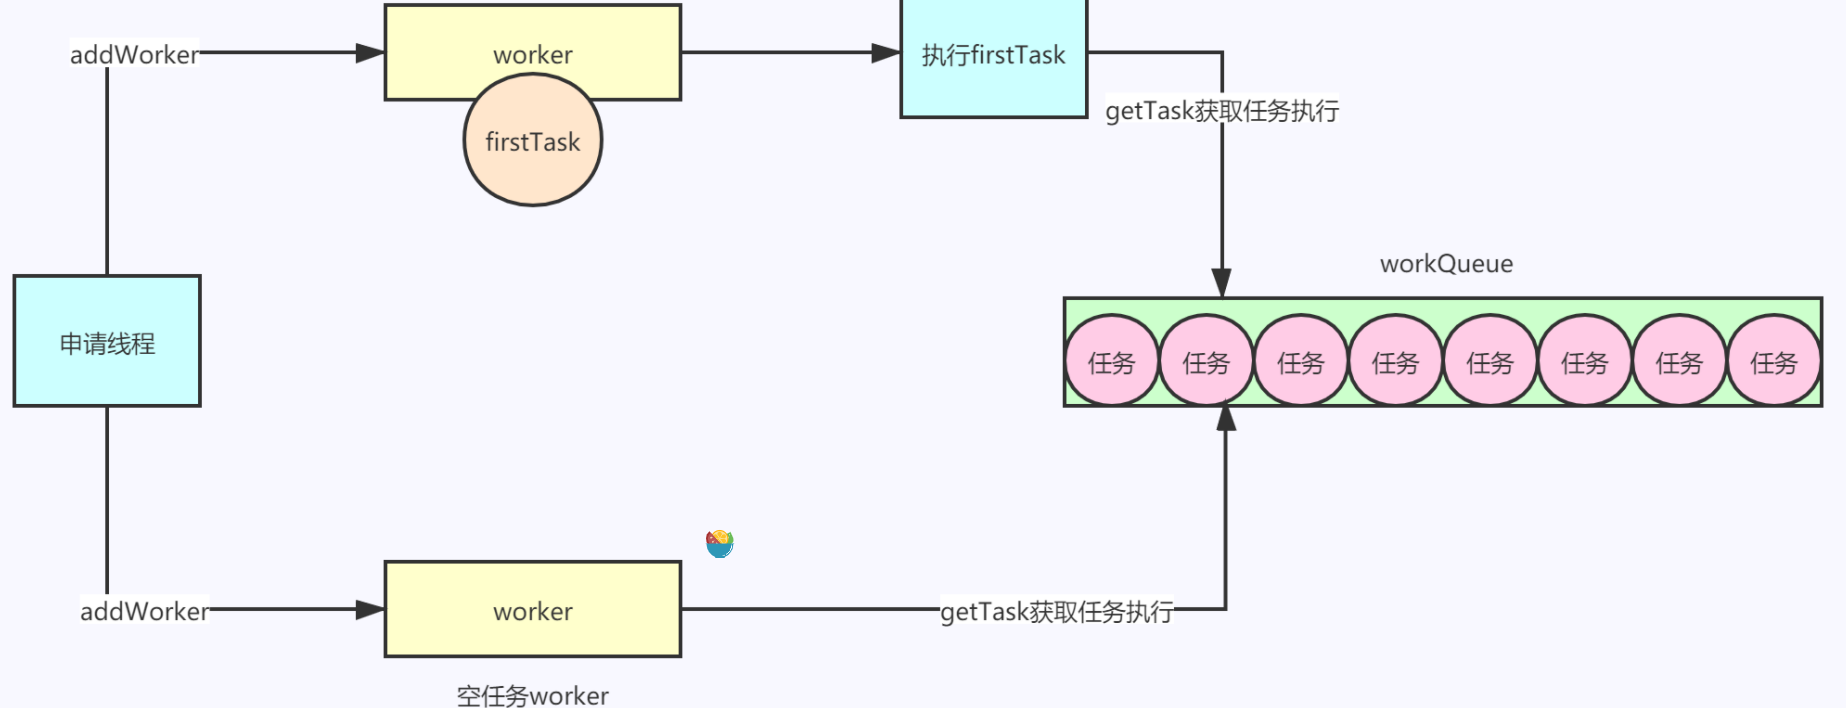 addWorker
worker
执行firstTask
getTask获取任务执行
firstTask
workQueue
申请线程
任务
任务
任务
任务
任务
任务
任务
任务
addWorker
worker
getTask获取任务执行
空任务worker